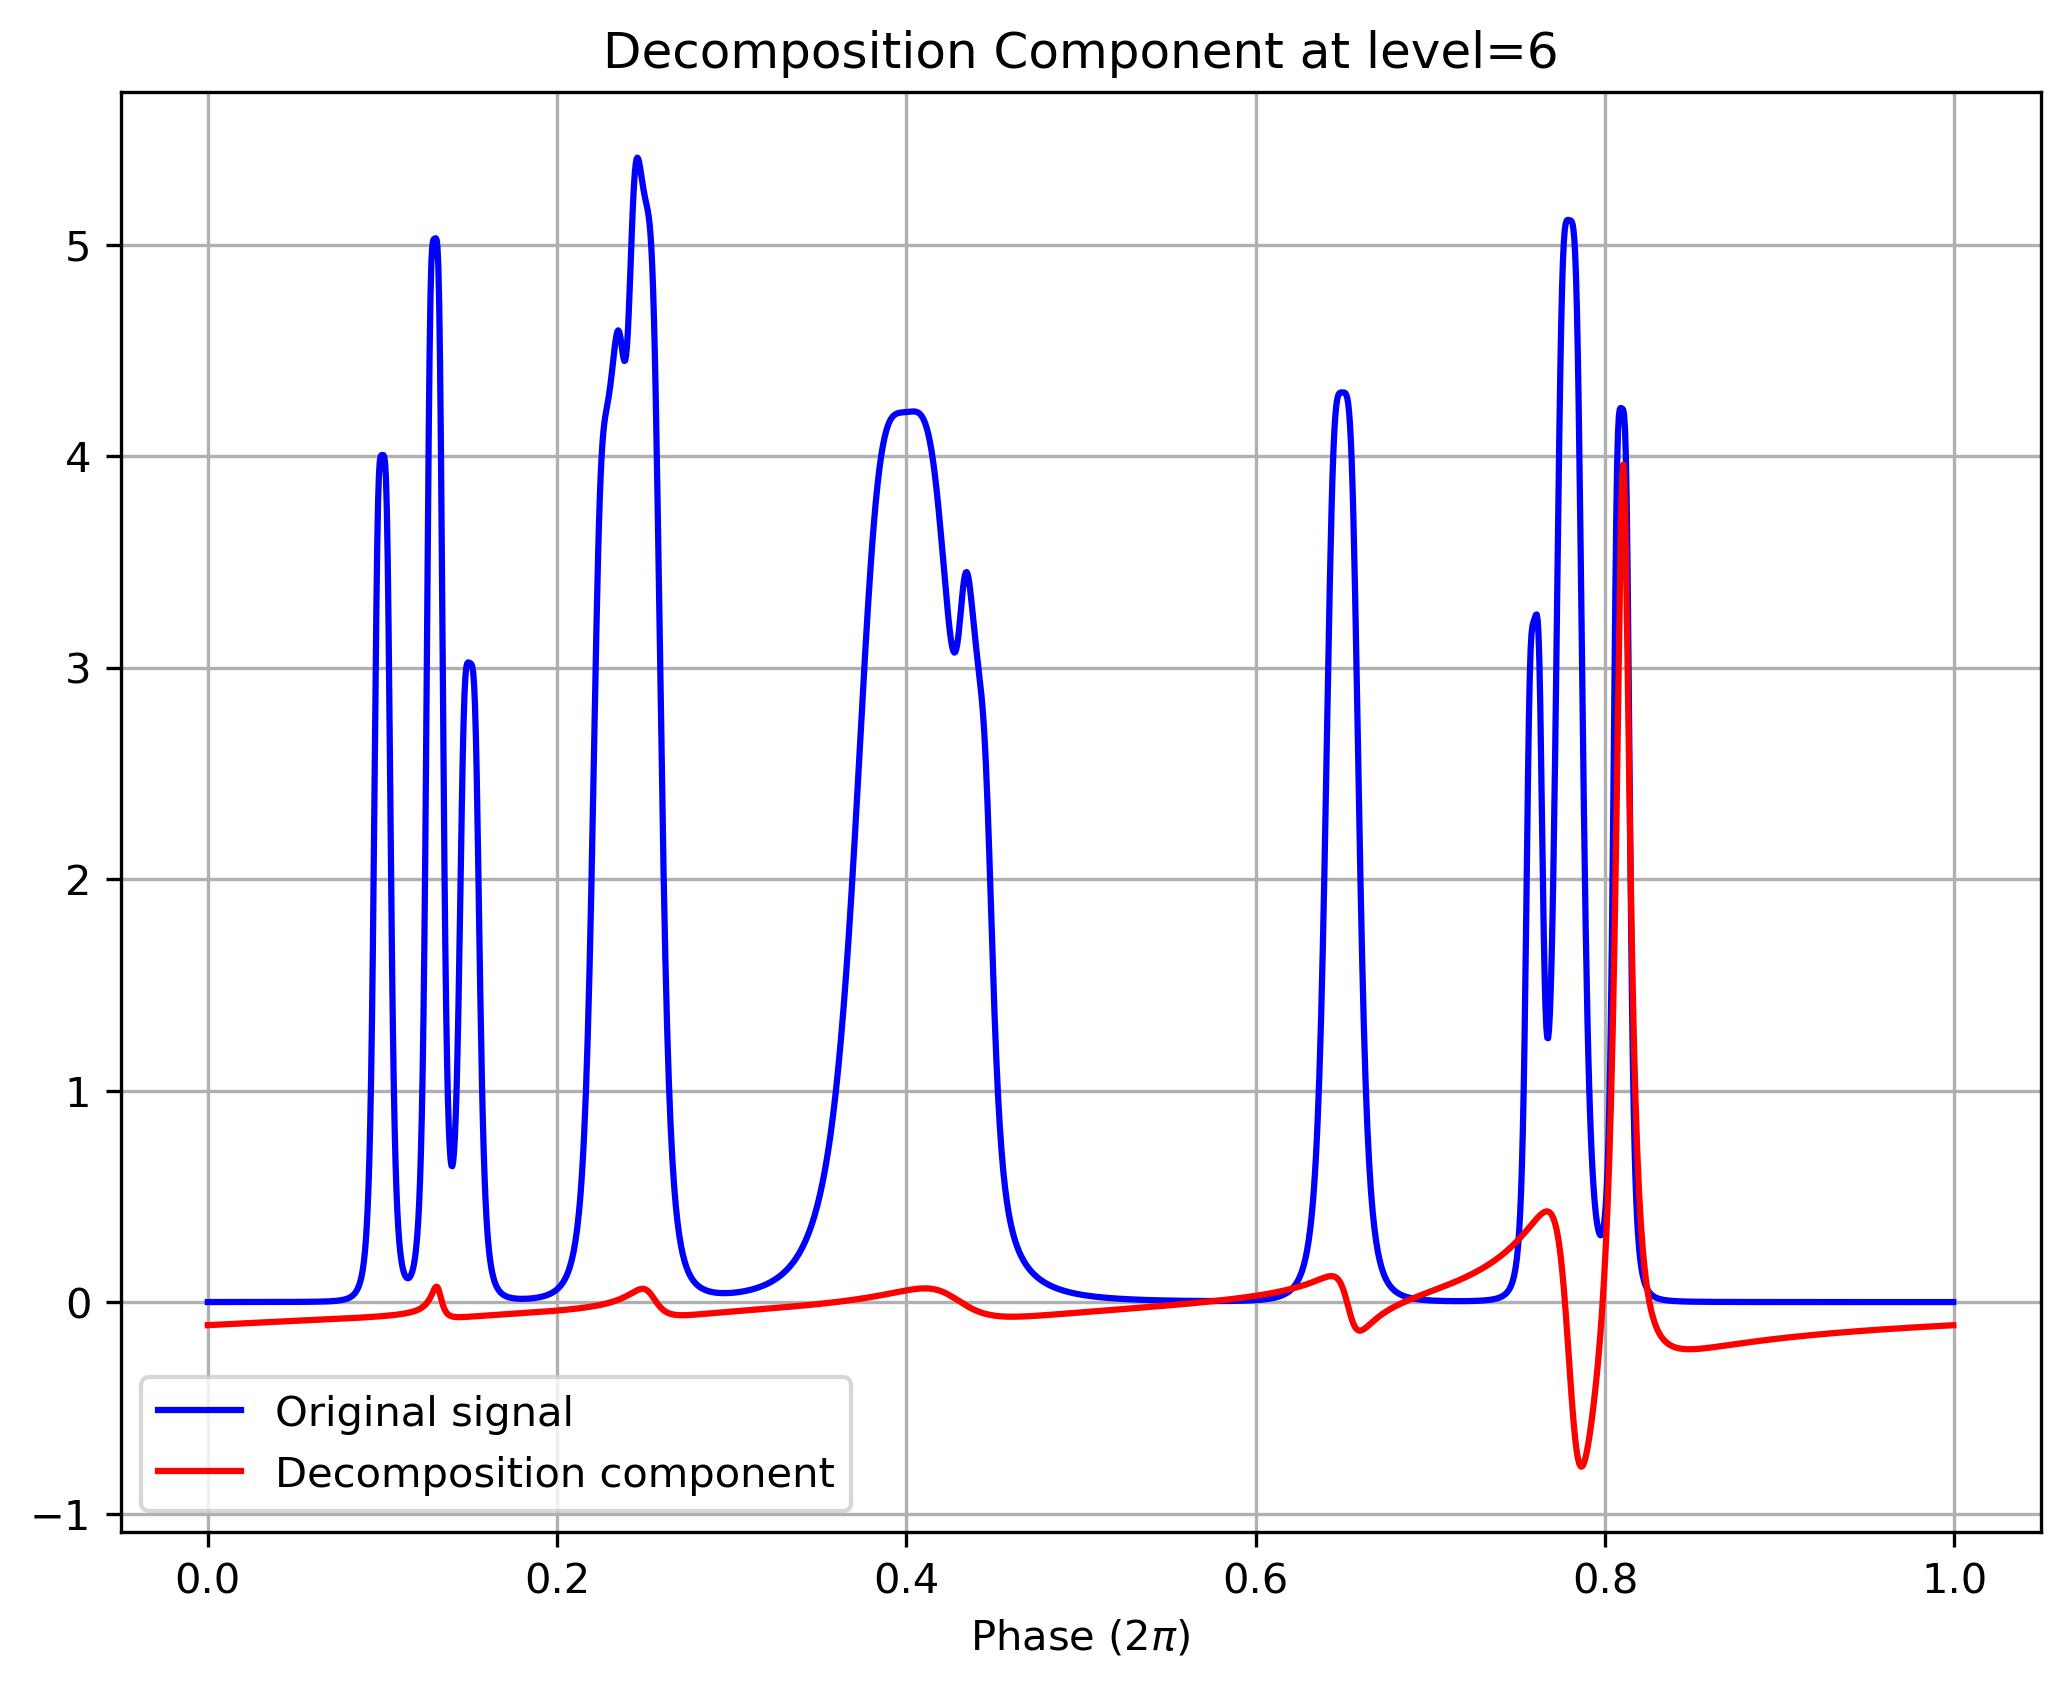 Decomposition Component at level=6
5
4
3
2
1
0
−1
Original signal
Decomposition component
0.0 0.2 0.4 0.6 0.8 1.0
Phase (2π)